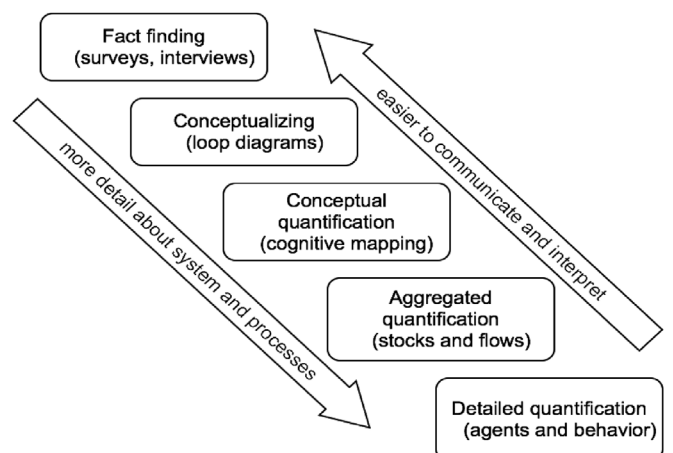 Fact finding
(surveys, interviews)
Conceptualizing
(loop diagrams)
Conceptual
quantification
(cognitive mapping)
Aggregated
quantification
(stocks and flows)
Detailed quantification
(agents and behavior)
more detail about system and processes
easier to communicate and interpret